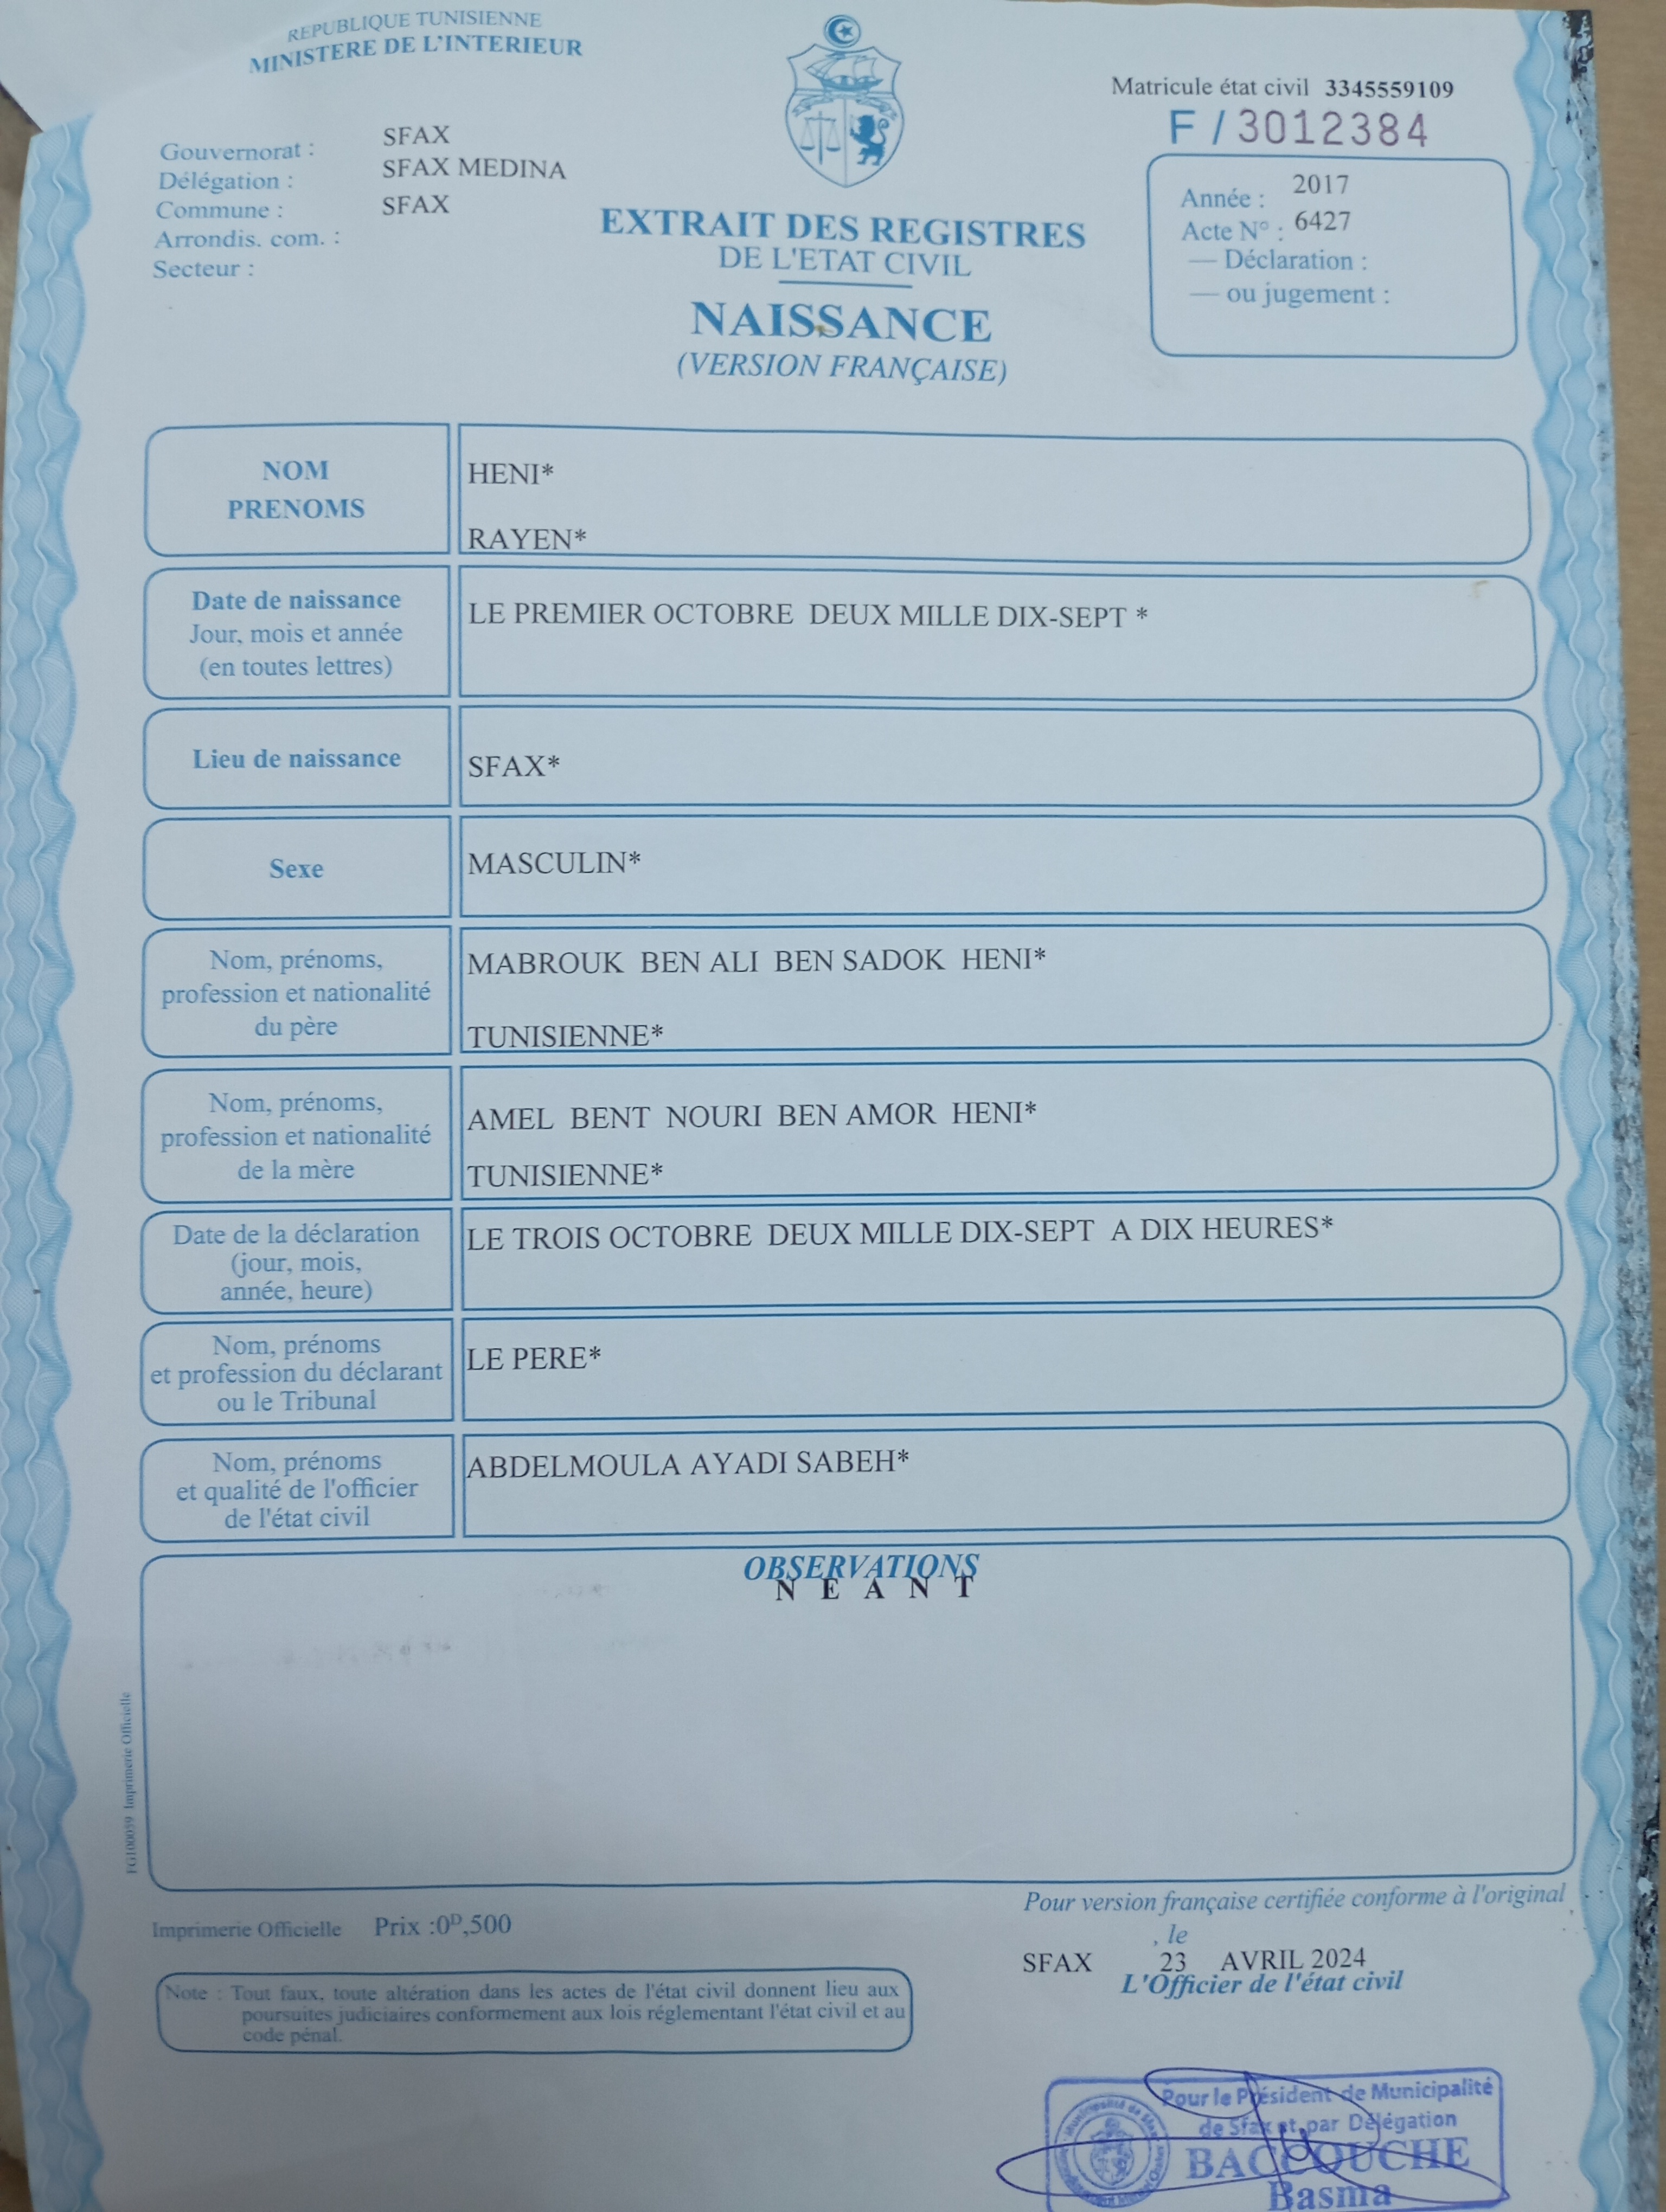 REPUBLIQUE TUNISIENNE
MINISTERE DE L'INTERIEUR
Matricule état civil 3345559109
F / 3012384
Gouvernorat : SFAX
Délégation : SFAX MEDINA
Commune : SFAX
Arrondis. com. :
Secteur :
Année : 2017
Acte N° : 6427
— Déclaration :
— ou jugement :
EXTRAIT DES REGISTRES
DE L'ETAT CIVIL
NAISSANCE
(VERSION FRANÇAISE)
NOM
PRENOMS
HENI*
RAYEN*
Date de naissance
Jour, mois et année
(en toutes lettres)
LE PREMIER OCTOBRE DEUX MILLE DIX-SEPT *
Lieu de naissance
SFAX*
Sexe
MASCULIN*
Nom, prénoms,
profession et nationalité
du père
MABROUK BEN ALI BEN SADOK HENI*
TUNISIENNE*
Nom, prénoms,
profession et nationalité
de la mère
AMEL BENT NOURI BEN AMOR HENI*
TUNISIENNE*
Date de la déclaration
(jour, mois,
année, heure)
LE TROIS OCTOBRE DEUX MILLE DIX-SEPT A DIX HEURES*
Nom, prénoms
et profession du déclarant
ou le Tribunal
LE PERE*
Nom, prénoms
et qualité de l'officier
de l'état civil
ABDELMOULA AYADI SABEH*
OBSERVATIONS
N E A N T
FG100059 Imprimerie Officielle
Imprimerie Officielle Prix :0ᴰ,500
Note : Tout faux, toute altération dans les actes de l'état civil donnent lieu aux
poursuites judiciaires conformement aux lois réglementant l'état civil et au
code pénal.
Pour version française certifiée conforme à l'original
, le
SFAX 23 AVRIL 2024
L'Officier de l'état civil
Pour le Président de Municipalité
de Sfax et par Délégation
BACCOUCHE
Basma